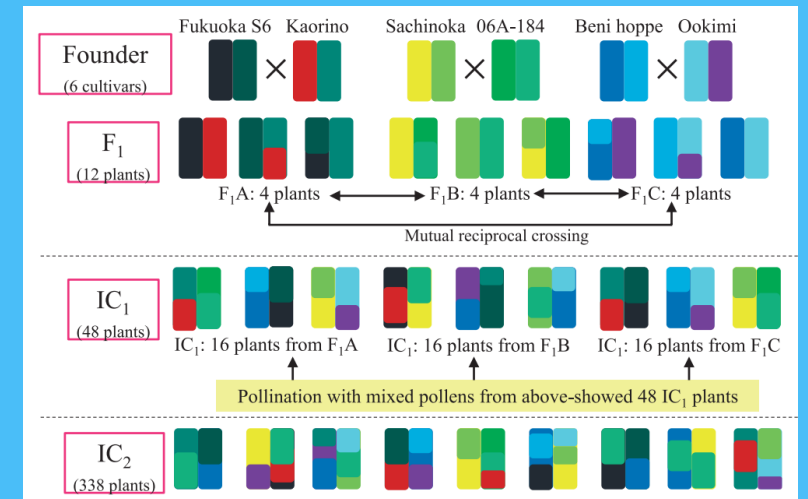 Founder
(6 cultivars)
Fukuoka S6 Kaorino Sachinoka 06A-184 Beni hoppe Ookimi
F₁
(12 plants)
F₁A: 4 plants F₁B: 4 plants F₁C: 4 plants
Mutual reciprocal crossing
IC₁
(48 plants)
IC₁: 16 plants from F₁A IC₁: 16 plants from F₁B IC₁: 16 plants from F₁C
Pollination with mixed pollens from above-showed 48 IC₁ plants
IC₂
(338 plants)